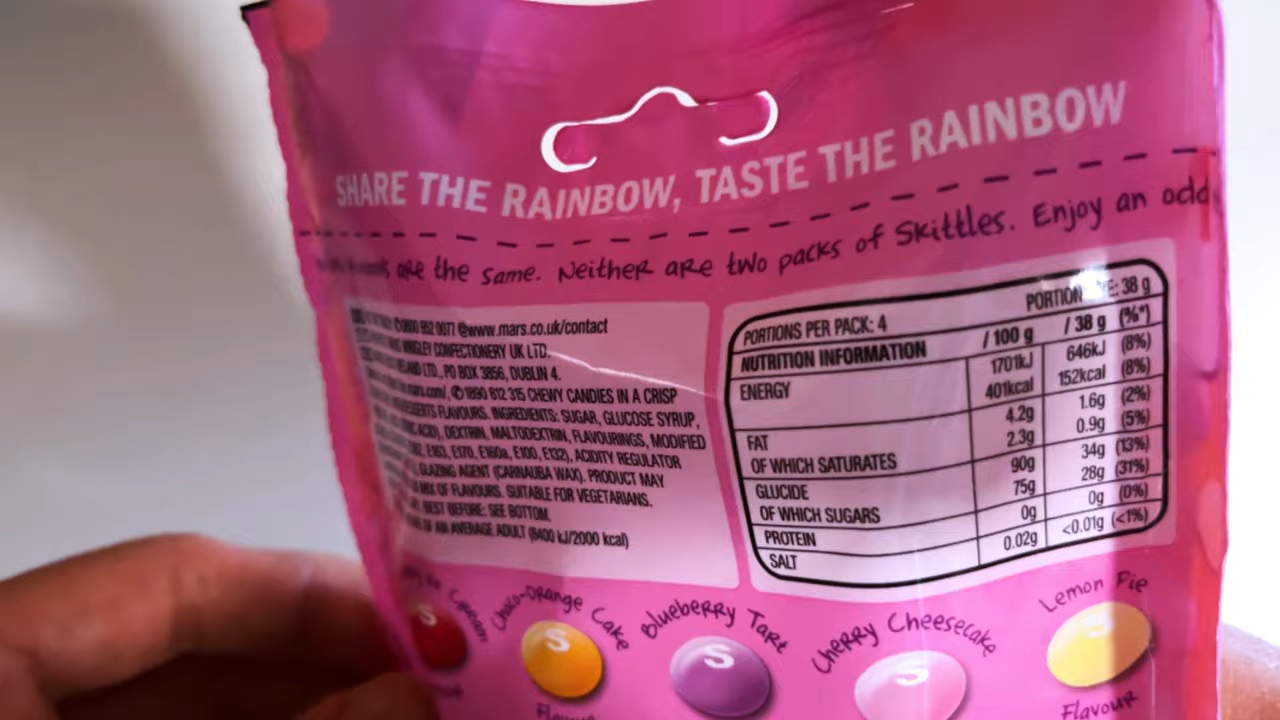 SHARE THE RAINBOW, TASTE THE RAINBOW
are the same. Neither are two packs of Skittles. Enjoy an odd
✆0800 952 0077 @www.mars.co.uk/contact
WRIGLEY CONFECTIONERY UK LTD.
LTD., PO BOX 3856, DUBLIN 4.
✆1890 812 315 CHEWY CANDIES IN A CRISP
DESSERTS FLAVOURS. INGREDIENTS: SUGAR, GLUCOSE SYRUP,
ACID), DEXTRIN, MALTODEXTRIN, FLAVOURINGS, MODIFIED
E163, E170, E160a, E100, E132), ACIDITY REGULATOR
GLAZING AGENT (CARNAUBA WAX). PRODUCT MAY
MIX OF FLAVOURS. SUITABLE FOR VEGETARIANS.
BEST BEFORE: SEE BOTTOM.
OF AN AVERAGE ADULT (8400 kJ/2000 kcal)
PORTIONS PER PACK: 4 PORTION 38 g
NUTRITION INFORMATION / 100 g / 38 g (%*)
ENERGY 1701kJ 646kJ (8%)
401kcal 152kcal (8%)
FAT 4.2g 1.6g (2%)
OF WHICH SATURATES 2.3g 0.9g (5%)
GLUCIDE 90g 34g (13%)
OF WHICH SUGARS 75g 28g (31%)
PROTEIN 0g 0g (0%)
SALT 0.02g <0.01g (<1%)
Cream
Choco-Orange Cake
Flavour
Blueberry Tart
Cherry Cheesecake
Lemon Pie
Flavour
S
S
S
S
S